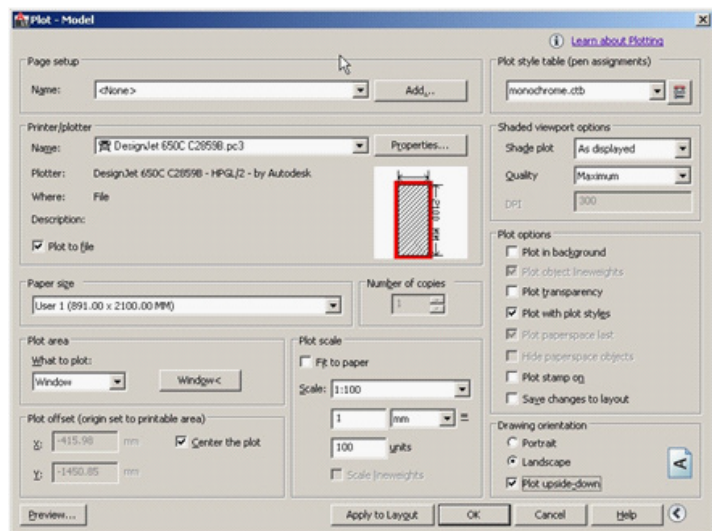 Plot - Model
Learn about Plotting
Page setup
Name: <None> Add...
Plot style table (pen assignments)
monochrome.ctb
Printer/plotter
Name: DesignJet 650C C2859B.pc3 Properties...
Plotter: DesignJet 650C C2859B - HPGL/2 - by Autodesk
Where: File
Description:
Plot to file
Shaded viewport options
Shade plot As displayed
Quality Maximum
DPI 300
Paper size
User 1 (891.00 x 2100.00 MM)
Number of copies
1
Plot area
What to plot:
Window Window<
Plot offset (origin set to printable area)
X: -415.98 mm Center the plot
Y: -1450.85 mm
Plot scale
Fit to paper
Scale: 1:100
1 mm =
100 units
Scale lineweights
Plot options
Plot in background
Plot object lineweights
Plot transparency
Plot with plot styles
Plot paperspace last
Hide paperspace objects
Plot stamp on
Save changes to layout
Drawing orientation
Portrait
Landscape
Plot upside-down
A
Preview... Apply to Layout OK Cancel Help